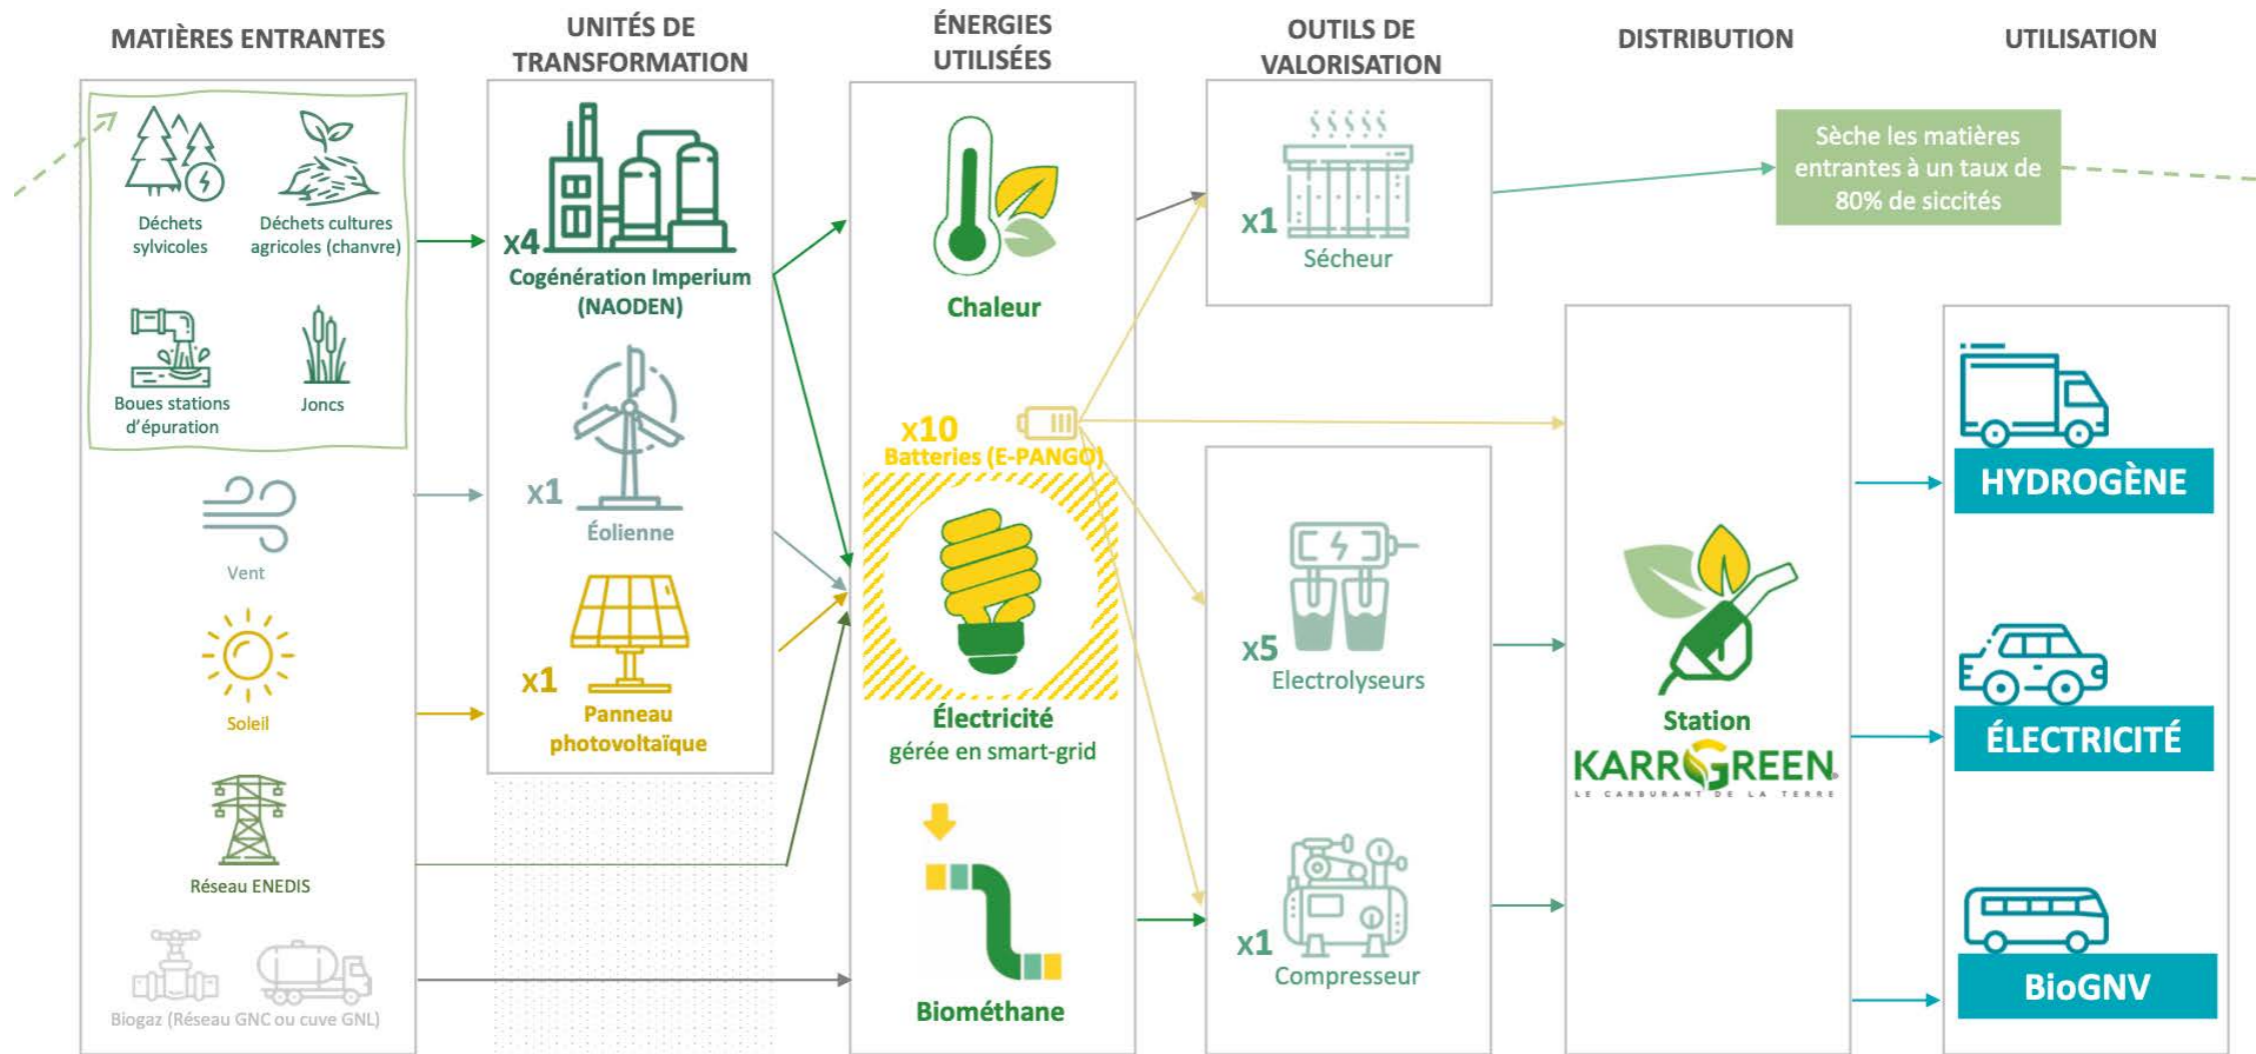 MATIÈRES ENTRANTES
UNITÉS DE
TRANSFORMATION
ÉNERGIES
UTILISÉES
OUTILS DE
VALORISATION
DISTRIBUTION
UTILISATION
Déchets
sylvicoles
Déchets cultures
agricoles (chanvre)
Boues stations
d'épuration
Joncs
Vent
Soleil
Réseau ENEDIS
Biogaz (Réseau GNC ou cuve GNL)
x4
Cogénération Imperium
(NAODEN)
x1
Éolienne
x1
Panneau
photovoltaïque
Chaleur
x10
Batteries (E-PANGO)
Électricité
gérée en smart-grid
Biométhane
x1
Sécheur
x5
Electrolyseurs
x1
Compresseur
Sèche les matières
entrantes à un taux de
80% de siccités
Station
KARRGREEN®
LE CARBURANT DE LA TERRE
HYDROGÈNE
ÉLECTRICITÉ
BioGNV